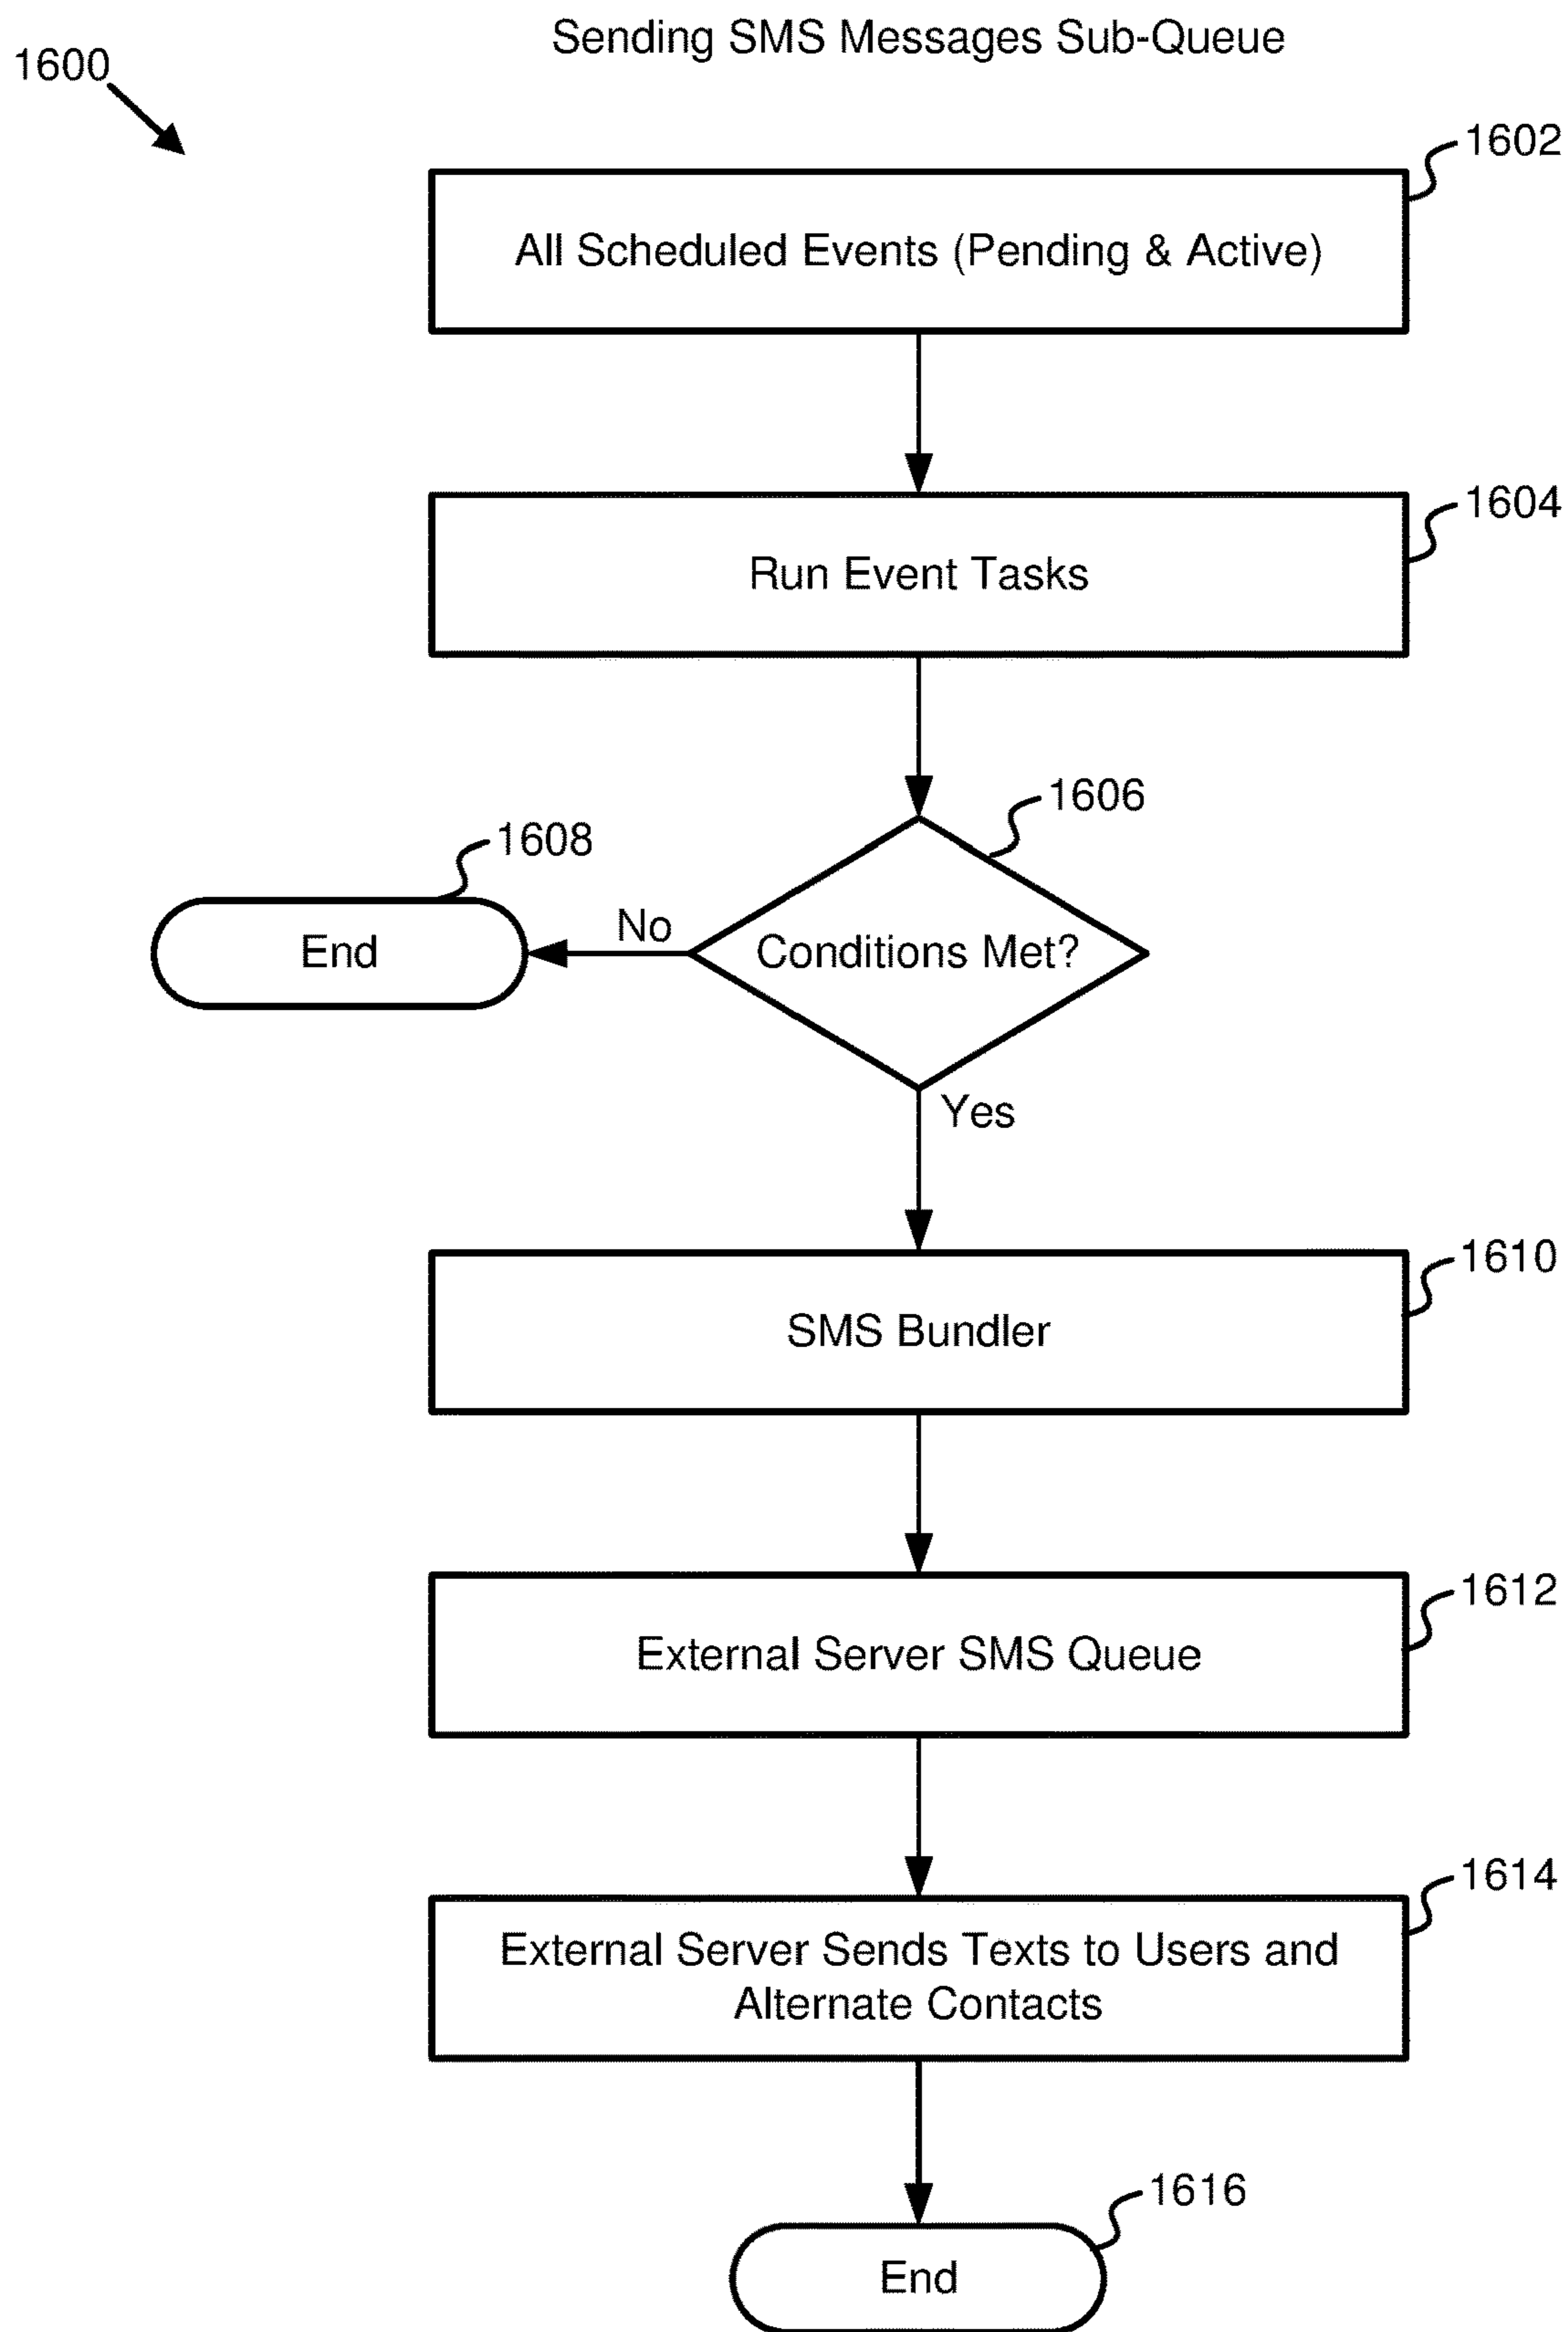 Sending SMS Messages Sub-Queue
1600
1602
All Scheduled Events (Pending & Active)
1604
Run Event Tasks
1606
1608
Conditions Met?
No
End
Yes
1610
SMS Bundler
1612
External Server SMS Queue
1614
External Server Sends Texts to Users and
Alternate Contacts
1616
End